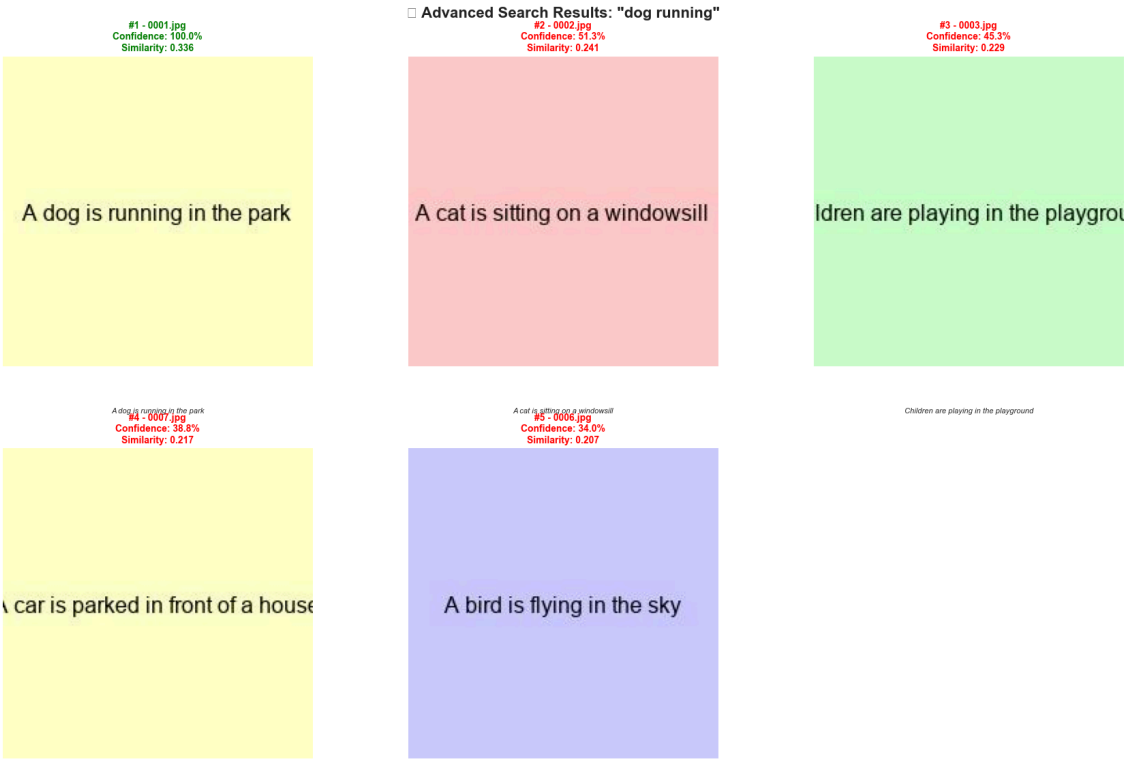 □ Advanced Search Results: "dog running"
#1 - 0001.jpg
Confidence: 100.0%
Similarity: 0.336
#2 - 0002.jpg
Confidence: 51.3%
Similarity: 0.241
#3 - 0003.jpg
Confidence: 45.3%
Similarity: 0.229
A dog is running in the park
A cat is sitting on a windowsill
ldren are playing in the playgrou
A dog is running in the park
A cat is sitting on a windowsill
Children are playing in the playground
#4 - 0007.jpg
Confidence: 38.8%
Similarity: 0.217
#5 - 0006.jpg
Confidence: 34.0%
Similarity: 0.207
A car is parked in front of a house
A bird is flying in the sky